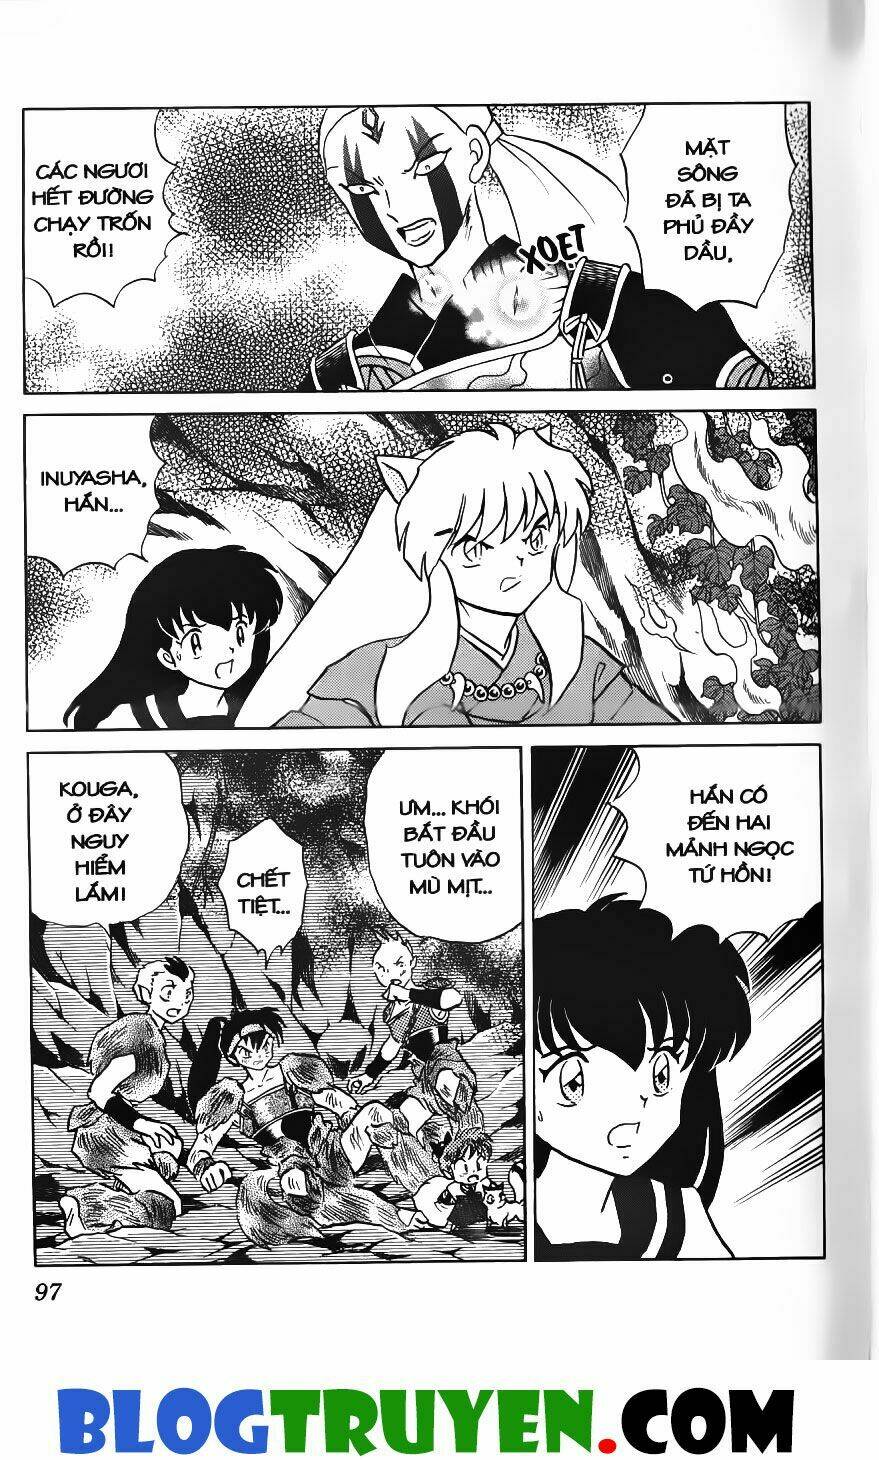 MẶT
SÔNG
ĐÃ BỊ TA
PHỦ ĐẦY
DẦU.
XOẸT
CÁC NGƯƠI
HẾT ĐƯỜNG
CHẠY TRỐN
RỒI!
INUYASHA,
HẮN...
HẮN CÓ
ĐẾN HAI
MẢNH NGỌC
TỨ HỒN!
ƯM... KHÓI
BẮT ĐẦU
TUÔN VÀO
MÙ MỊT...
CHẾT
TIỆT...
KOUGA,
Ở ĐÂY
NGUY
HIỂM
LẮM!
97
BLOGTRUYEN.COM